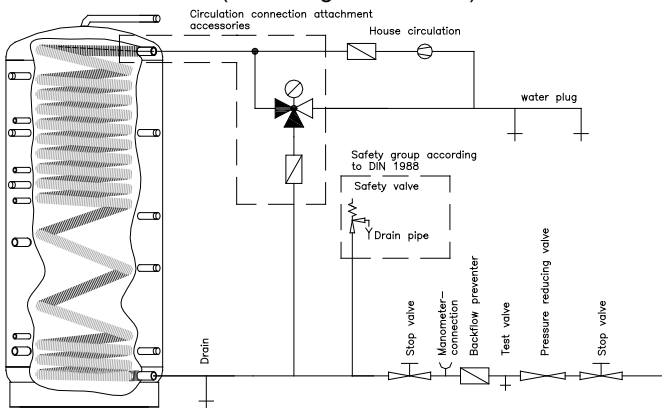 Circulation connection attachment
accessories
House circulation
water plug
Safety group according
to DIN 1988
Safety valve
Drain pipe
Drain
Stop valve
Manometer-
connection
Backflow preventer
Test valve
Pressure reducing valve
Stop valve